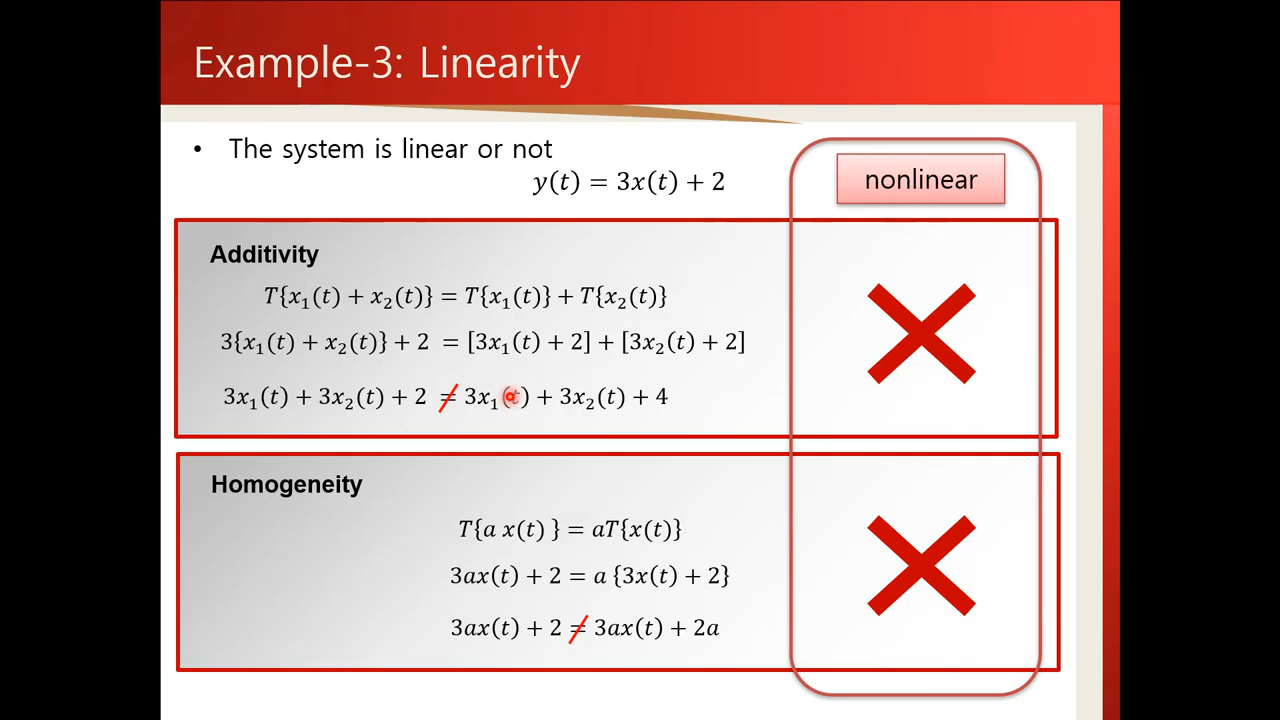 Example-3: Linearity
• The system is linear or not
y(t) = 3x(t) + 2
nonlinear
Additivity
T{x₁(t) + x₂(t)} = T{x₁(t)} + T{x₂(t)}
3{x₁(t) + x₂(t)} + 2 = [3x₁(t) + 2] + [3x₂(t) + 2]
3x₁(t) + 3x₂(t) + 2 ≠ 3x₁(t) + 3x₂(t) + 4
Homogeneity
T{a x(t) } = aT{x(t)}
3ax(t) + 2 = a {3x(t) + 2}
3ax(t) + 2 ≠ 3ax(t) + 2a